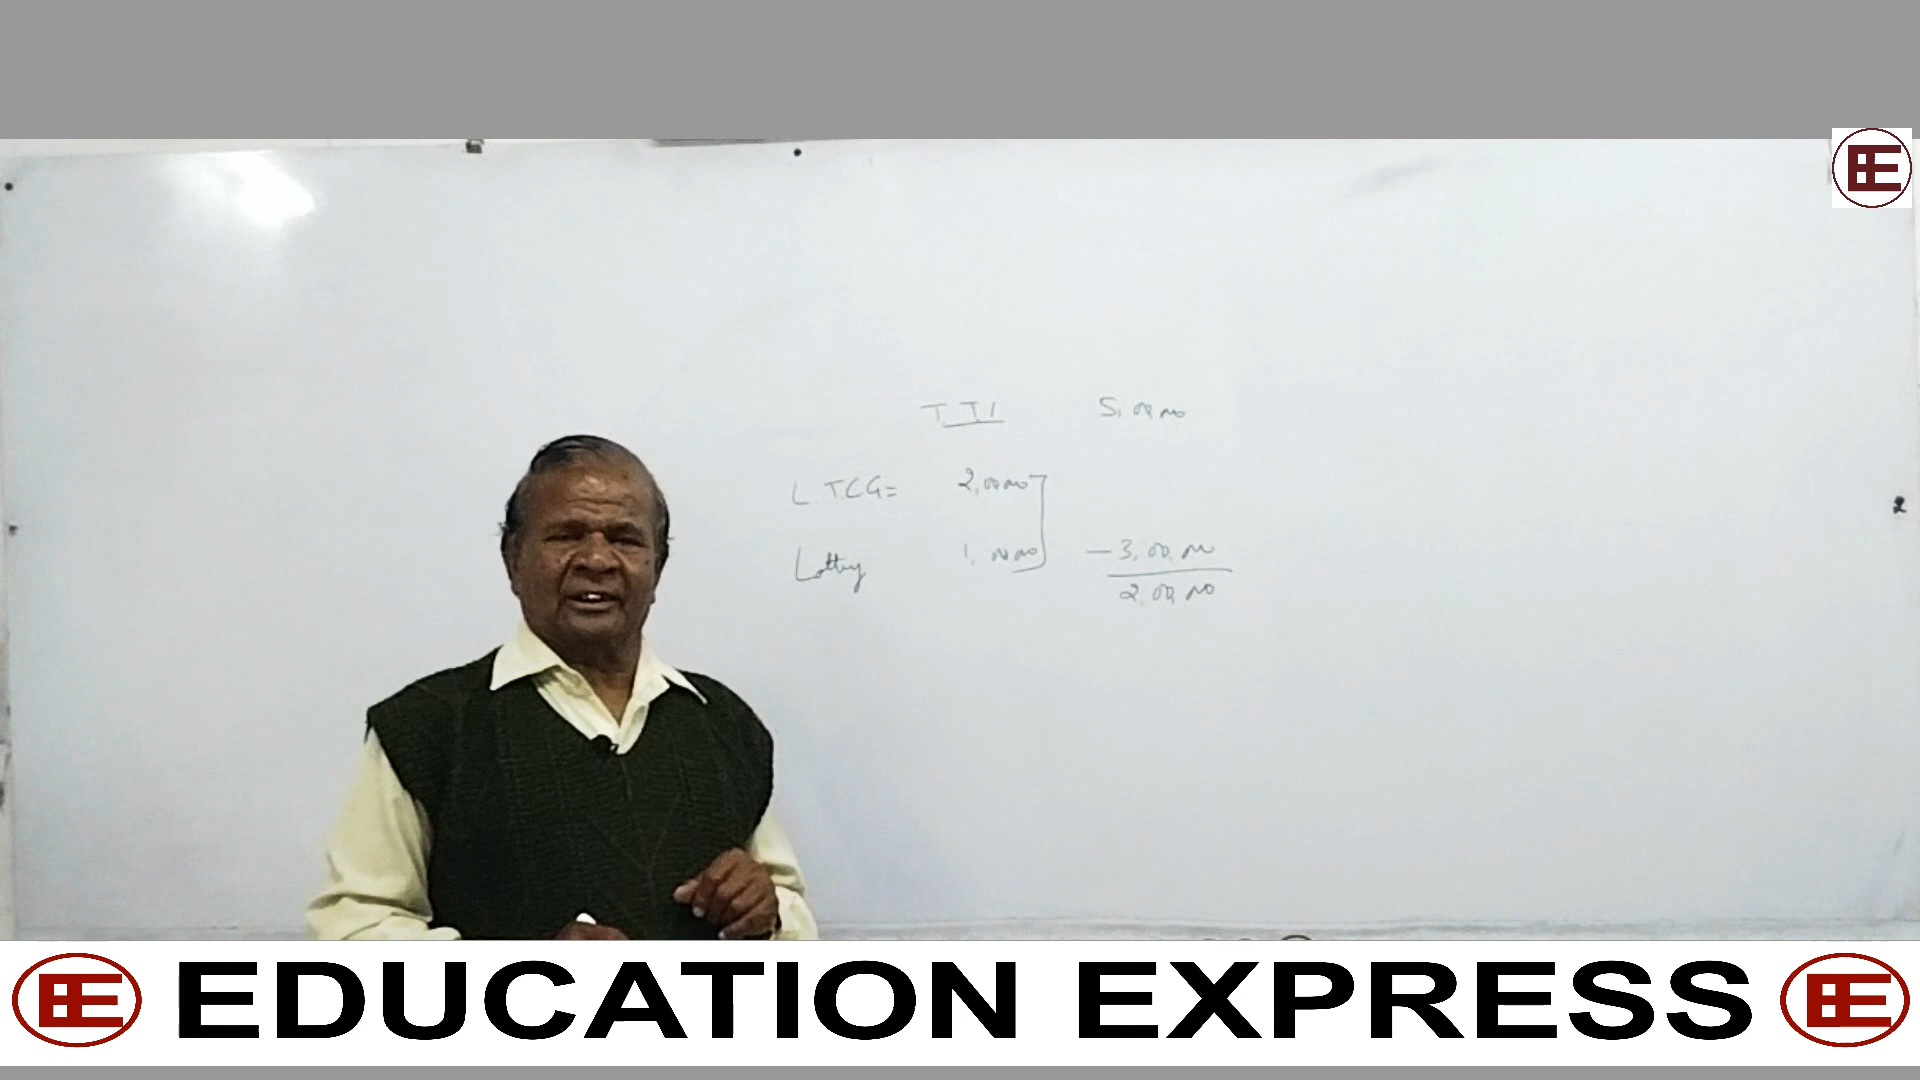 T.T.I 5,00,000
L.T.C.G= 2,00,000
Lottery 1,00,000 — 3,00,000
2,00,000
EDUCATION EXPRESS